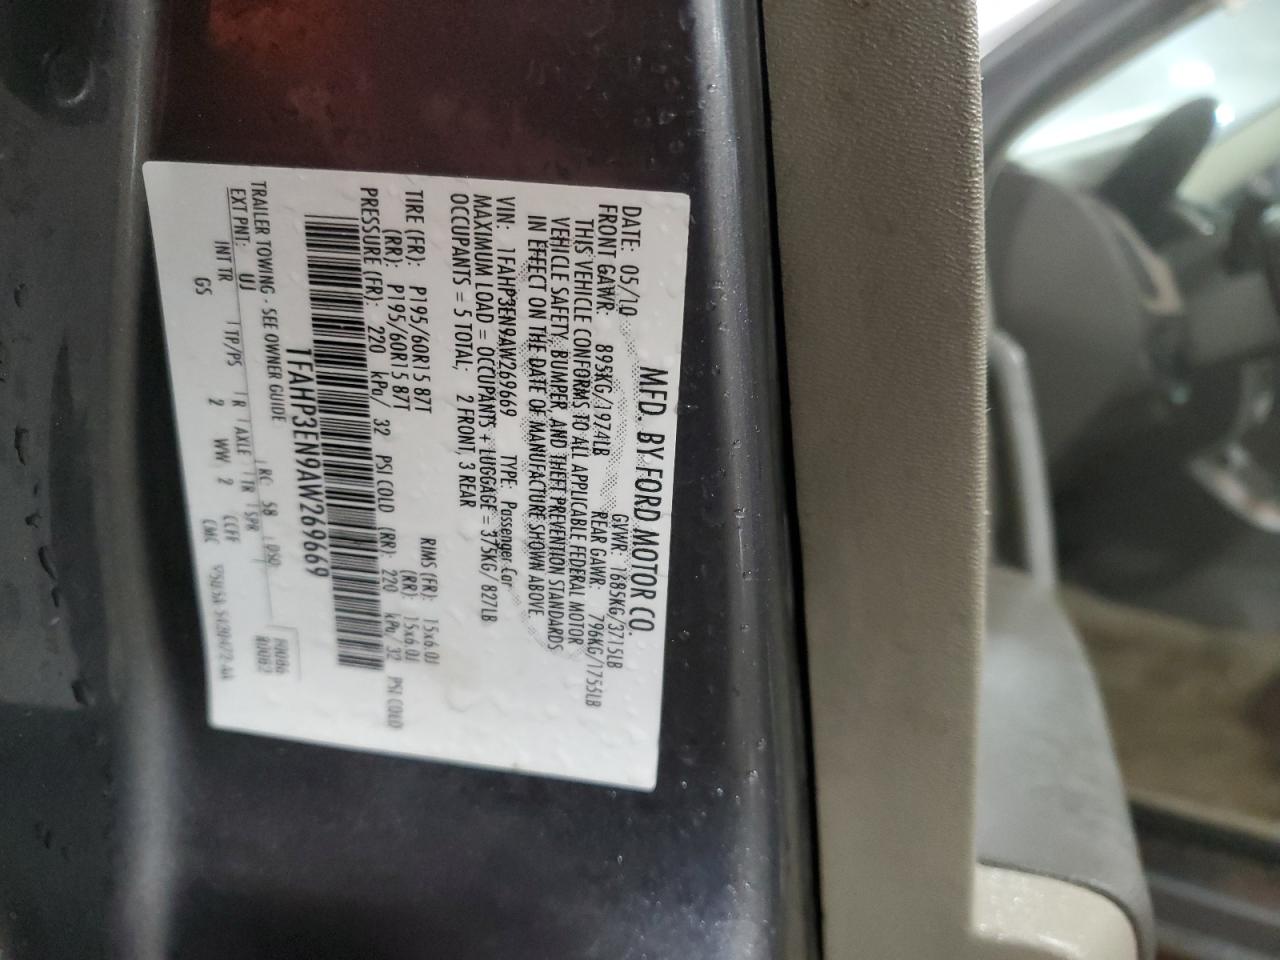 MFD. BY FORD MOTOR CO.
DATE: 05/10 GVWR: 1685KG/3715LB
FRONT GAWR: 895KG/1974LB REAR GAWR: 796KG/1755LB
THIS VEHICLE CONFORMS TO ALL APPLICABLE FEDERAL MOTOR
VEHICLE SAFETY, BUMPER, AND THEFT PREVENTION STANDARDS
IN EFFECT ON THE DATE OF MANUFACTURE SHOWN ABOVE.
VIN: 1FAHP3EN9AW269669 TYPE: Passenger Car
MAXIMUM LOAD = OCCUPANTS + LUGGAGE = 375KG/ 827LB
OCCUPANTS = 5 TOTAL; 2 FRONT, 3 REAR
TIRE (FR): P195/60R15 87T RIMS (FR): 15x6.0J
(RR): P195/60R15 87T (RR): 15x6.0J
PRESSURE (FR): 220 kPa/ 32 PSI COLD (RR): 220 kPa/ 32 PSI COLD
1FAHP3EN9AW269669
TRAILER TOWING - SEE OWNER GUIDE
EXT PNT: UJ RC: 58 DSO:
INT TR TP/PS R AXLE TR SPR
GS 2 WW 2 CCFF